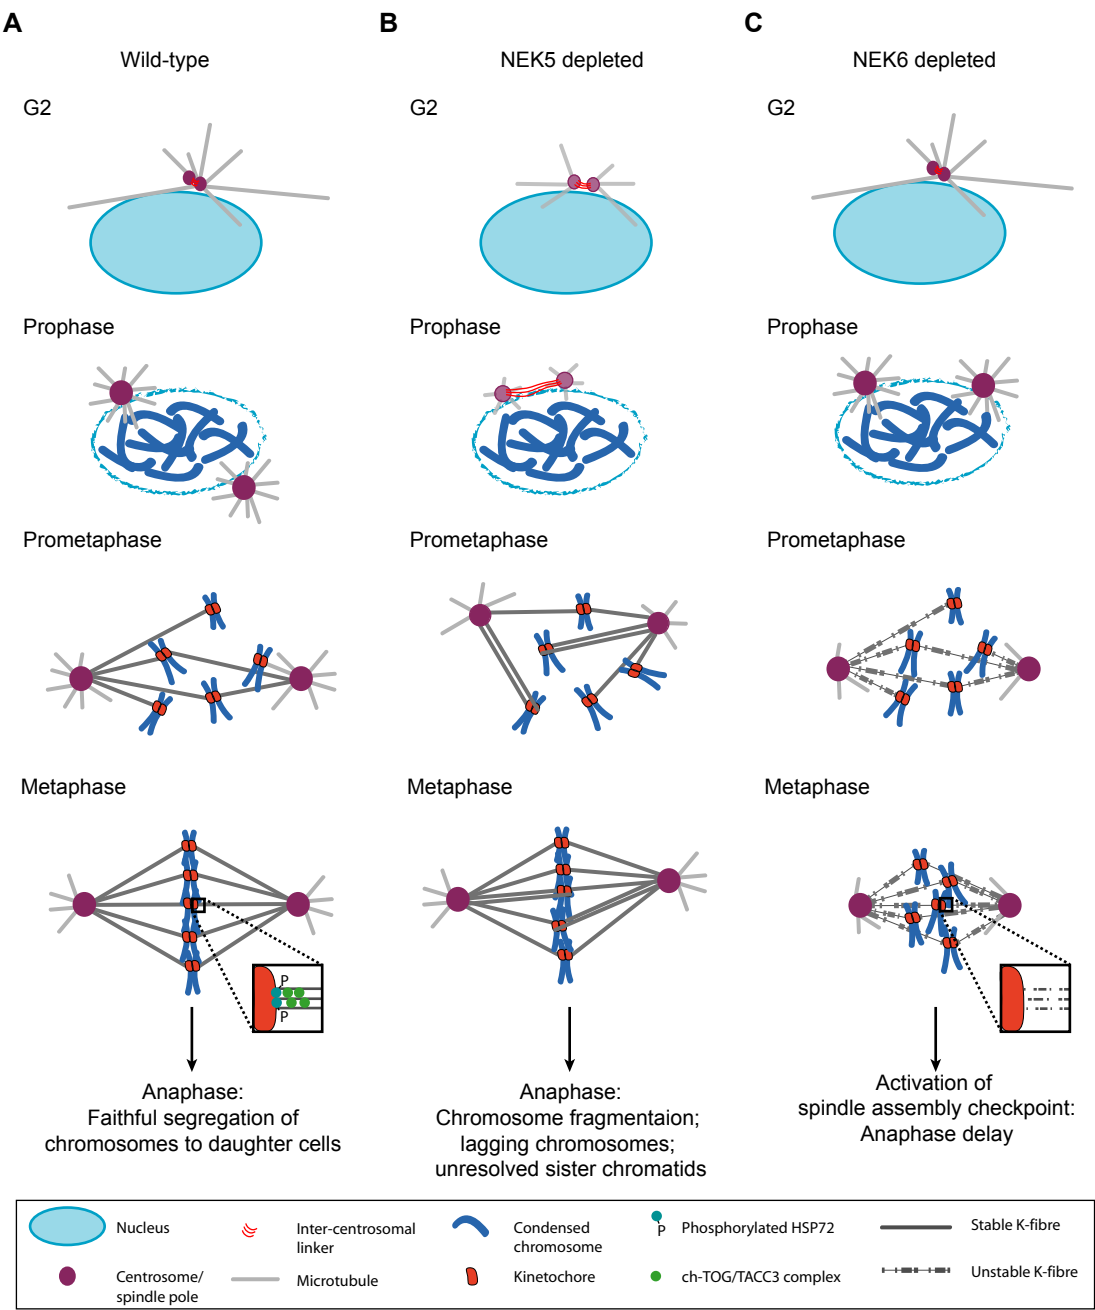 A
B
C
Wild-type
NEK5 depleted
NEK6 depleted
G2
G2
G2
Prophase
Prophase
Prophase
Prometaphase
Prometaphase
Prometaphase
Metaphase
Metaphase
Metaphase
P
P
Anaphase:
Faithful segregation of
chromosomes to daughter cells
Anaphase:
Chromosome fragmentaion;
lagging chromosomes;
unresolved sister chromatids
Activation of
spindle assembly checkpoint:
Anaphase delay
Nucleus
Inter-centrosomal
linker
Condensed
chromosome
P
Phosphorylated HSP72
Stable K-fibre
Centrosome/
spindle pole
Microtubule
Kinetochore
ch-TOG/TACC3 complex
Unstable K-fibre